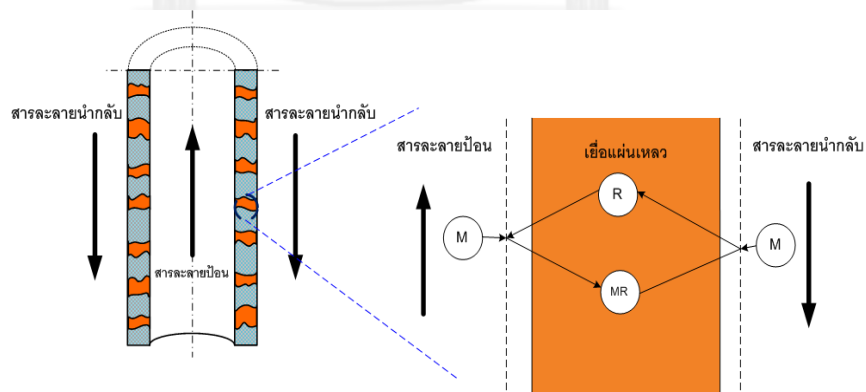 สารละลายนำกลับ
สารละลายนำกลับ
สารละลายป้อน
สารละลายป้อน
เยื่อแผ่นเหลว
สารละลายนำกลับ
R
M
M
MR